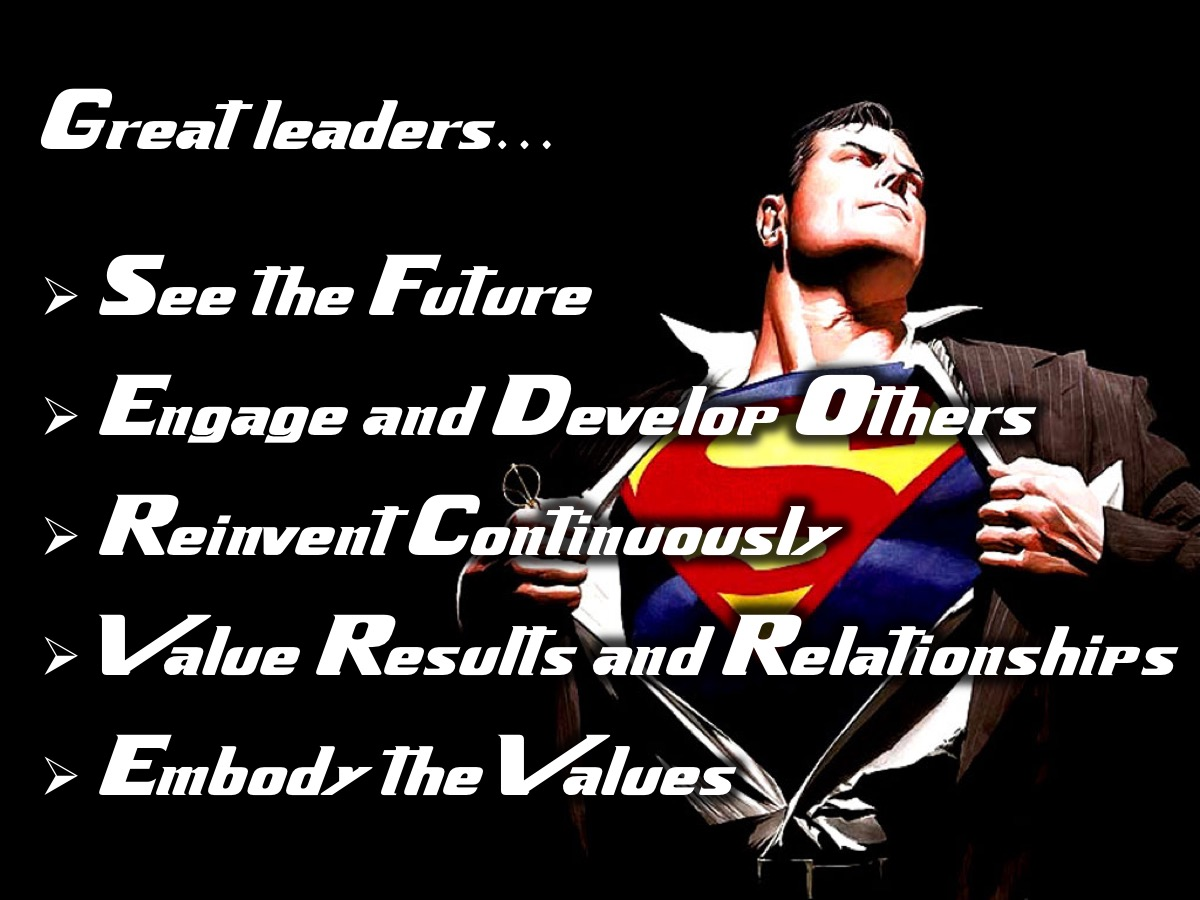 Great leaders…
➢ See the Future
➢ Engage and Develop Others
➢ Reinvent Continuously
➢ Value Results and Relationships
➢ Embody the Values